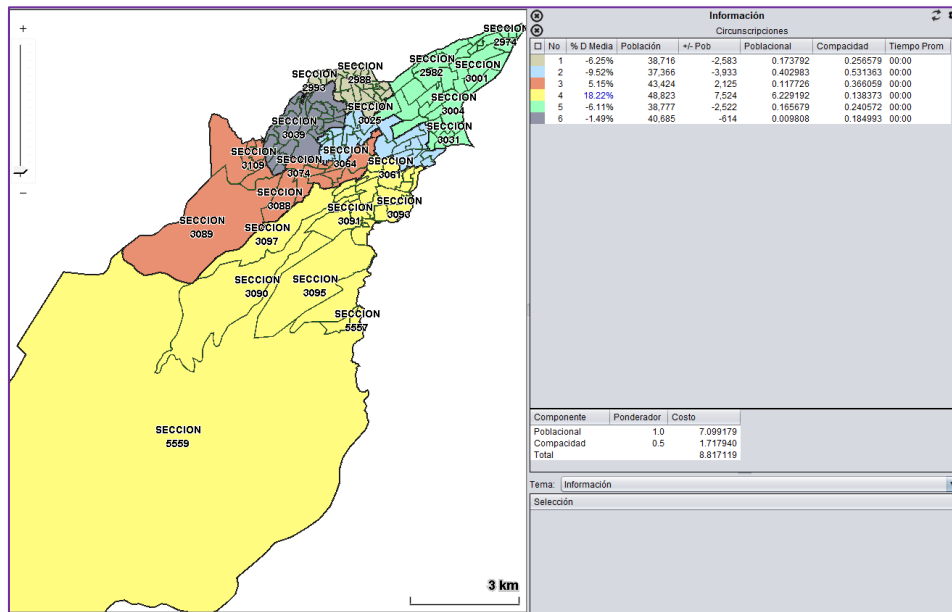 +
−
SECCION
2974
SECCION
2982
SECCION
3001
SECCION
2988
SECCION
2993
SECCION
3004
SECCION
3025
SECCION
3031
SECCION
3039
SECCION
3064
SECCION
3061
SECCION
3109
SECCION
3074
SECCION
3088
SECCION
3093
SECCION
3091
SECCION
3089
SECCION
3097
SECCION
3090
SECCION
3095
SECCION
5557
SECCION
5559
3 km
Información
Circunscripciones
No % D Media Población +/- Pob Poblacional Compacidad Tiempo Prom
1 -6.25% 38,716 -2,583 0.173792 0.256579 00:00
2 -9.52% 37,366 -3,933 0.402983 0.531363 00:00
3 5.15% 43,424 2,125 0.117726 0.366059 00:00
4 18.22% 48,823 7,524 6.229192 0.138373 00:00
5 -6.11% 38,777 -2,522 0.165679 0.240572 00:00
6 -1.49% 40,685 -614 0.009808 0.184993 00:00
Componente Ponderador Costo
Poblacional 1.0 7.099179
Compacidad 0.5 1.717940
Total 8.817119
Tema: Información
Selección